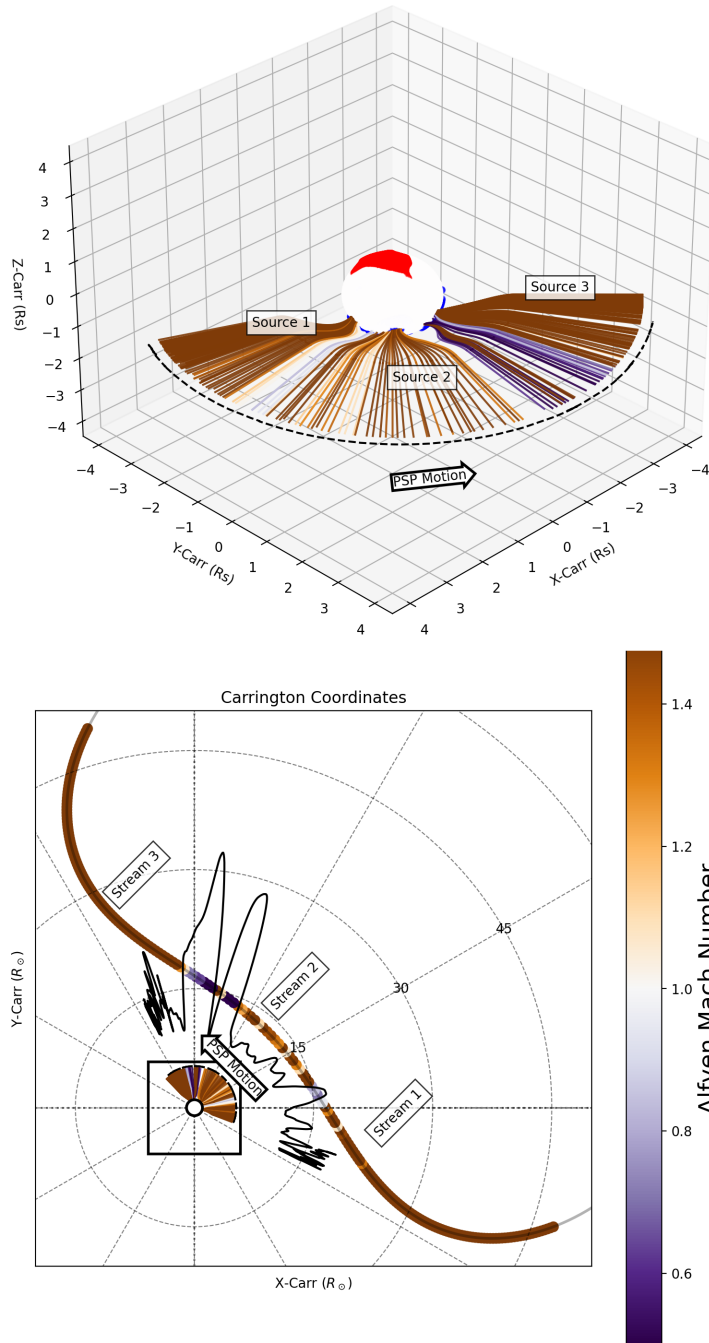 4
3
2
1
0
−1
−2
−3
−4
Z-Carr (Rs)
Source 1
Source 2
Source 3
PSP Motion
−4
−3
−2
−1
0
1
2
3
4
Y-Carr (Rs)
−4
−3
−2
−1
0
1
2
3
4
X-Carr (Rs)
Carrington Coordinates
Stream 3
Stream 2
Stream 1
45
30
15
PSP Motion
Y-Carr (R☉)
X-Carr (R☉)
1.4
1.2
1.0
0.8
0.6
Alfven Mach Number